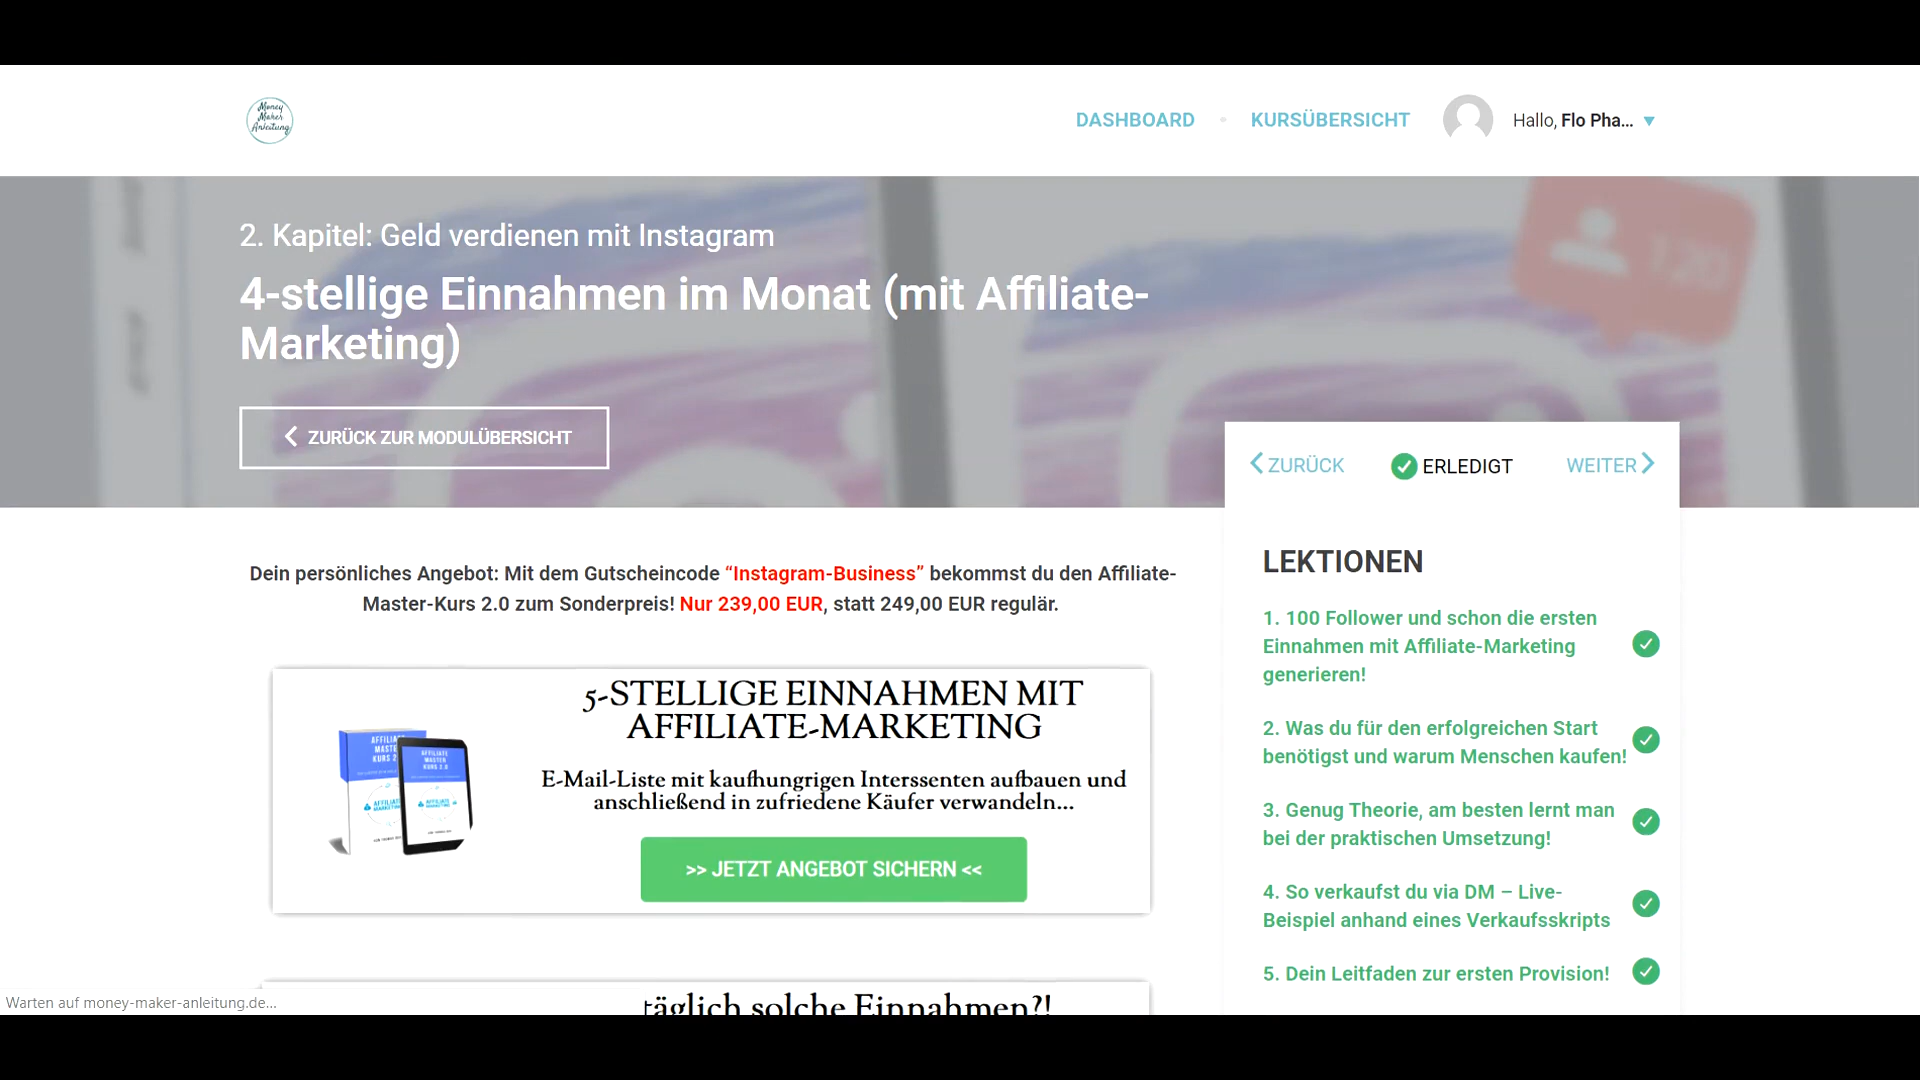 Money
Maker
Anleitung
DASHBOARD
KURSÜBERSICHT
Hallo, Flo Pha...
2. Kapitel: Geld verdienen mit Instagram
4-stellige Einnahmen im Monat (mit Affiliate-
Marketing)
120
ZURÜCK ZUR MODULÜBERSICHT
ZURÜCK
ERLEDIGT
WEITER
Dein persönliches Angebot: Mit dem Gutscheincode “Instagram-Business” bekommst du den Affiliate-
Master-Kurs 2.0 zum Sonderpreis! Nur 239,00 EUR, statt 249,00 EUR regulär.
5-STELLIGE EINNAHMEN MIT
AFFILIATE-MARKETING
E-Mail-Liste mit kaufhungrigen Interssenten aufbauen und
anschließend in zufriedene Käufer verwandeln...
>> JETZT ANGEBOT SICHERN <<
AFFILIATE
MASTER
KURS 2.0
AFFILIATE
MARKETING
täglich solche Einnahmen?!
LEKTIONEN
1. 100 Follower und schon die ersten
Einnahmen mit Affiliate-Marketing
generieren!
2. Was du für den erfolgreichen Start
benötigst und warum Menschen kaufen!
3. Genug Theorie, am besten lernt man
bei der praktischen Umsetzung!
4. So verkaufst du via DM – Live-
Beispiel anhand eines Verkaufsskripts
5. Dein Leitfaden zur ersten Provision!
Warten auf money-maker-anleitung.de...